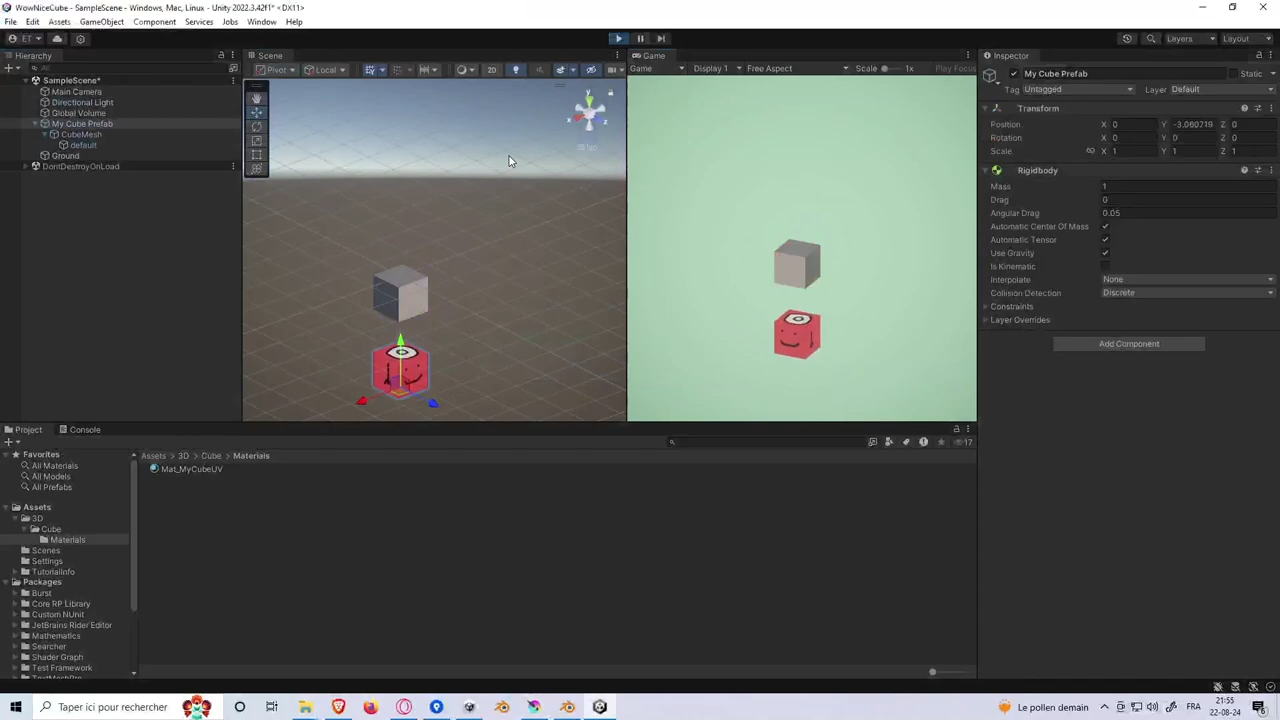 WowNiceCube - SampleScene - Windows, Mac, Linux - Unity 2022.3.42f1* <DX11>
File Edit Assets GameObject Component Services Jobs Window Help
ET Layers Layout
Hierarchy
All
SampleScene*
Main Camera
Directional Light
Global Volume
My Cube Prefab
CubeMesh
default
Ground
DontDestroyOnLoad
Scene
Pivot Local 2D
y
x z
Game
Game Display 1 Free Aspect Scale 1x Play Focus
Inspector
My Cube Prefab Static
Tag Untagged Layer Default
Transform
Position X 0 Y -3.060719 Z 0
Rotation X 0 Y 0 Z 0
Scale X 1 Y 1 Z 1
Rigidbody
Mass 1
Drag 0
Angular Drag 0.05
Automatic Center Of Mass
Automatic Tensor
Use Gravity
Is Kinematic
Interpolate None
Collision Detection Discrete
Constraints
Layer Overrides
Add Component
Project Console
17
Favorites
All Materials
All Models
All Prefabs
Assets
3D
Cube
Materials
Scenes
Settings
TutorialInfo
Packages
Burst
Core RP Library
Custom NUnit
JetBrains Rider Editor
Mathematics
Searcher
Shader Graph
Test Framework
Assets > 3D > Cube > Materials
Mat_MyCubeUV
Taper ici pour rechercher
Le pollen demain
FRA
21:55
22-08-24